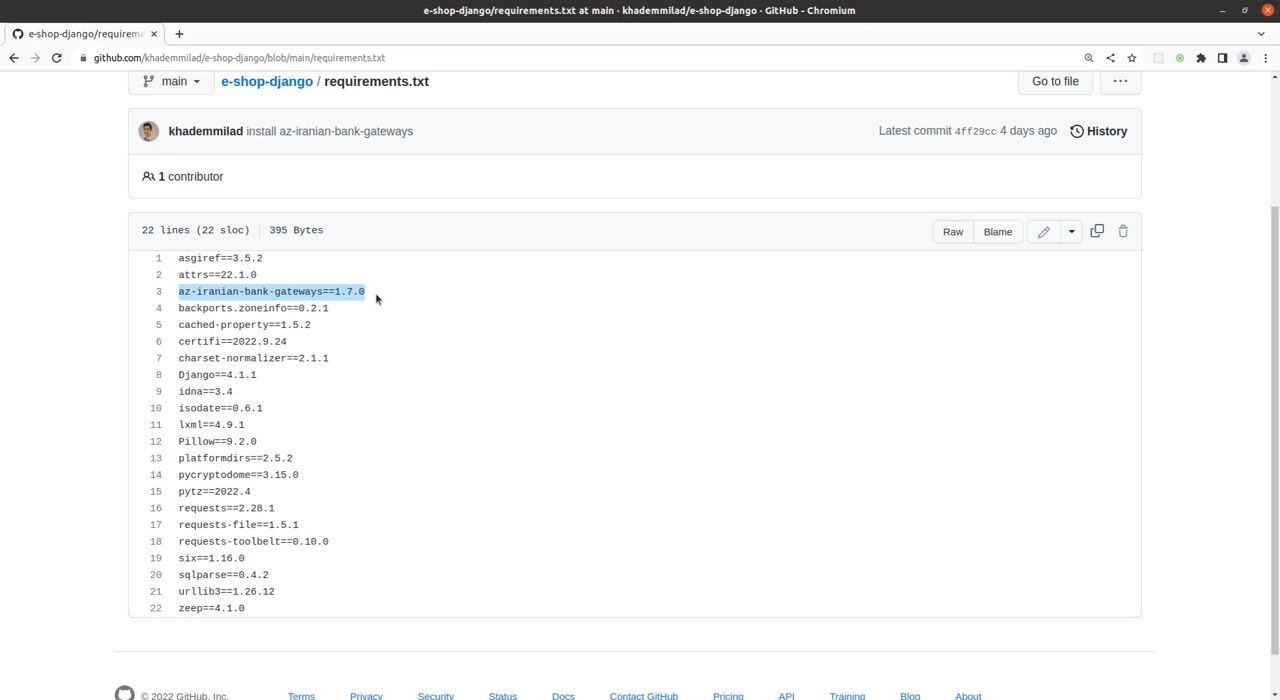 e-shop-django/requirements.txt at main · khademmilad/e-shop-django · GitHub - Chromium
e-shop-django/requireme
github.com/khademmilad/e-shop-django/blob/main/requirements.txt
main e-shop-django / requirements.txt Go to file
khademmilad install az-iranian-bank-gateways Latest commit 4ff29cc 4 days ago History
1 contributor
22 lines (22 sloc) 395 Bytes Raw Blame
1 asgiref==3.5.2
2 attrs==22.1.0
3 az-iranian-bank-gateways==1.7.0
4 backports.zoneinfo==0.2.1
5 cached-property==1.5.2
6 certifi==2022.9.24
7 charset-normalizer==2.1.1
8 Django==4.1.1
9 idna==3.4
10 isodate==0.6.1
11 lxml==4.9.1
12 Pillow==9.2.0
13 platformdirs==2.5.2
14 pycryptodome==3.15.0
15 pytz==2022.4
16 requests==2.28.1
17 requests-file==1.5.1
18 requests-toolbelt==0.10.0
19 six==1.16.0
20 sqlparse==0.4.2
21 urllib3==1.26.12
22 zeep==4.1.0
© 2022 GitHub, Inc. Terms Privacy Security Status Docs Contact GitHub Pricing API Training Blog About